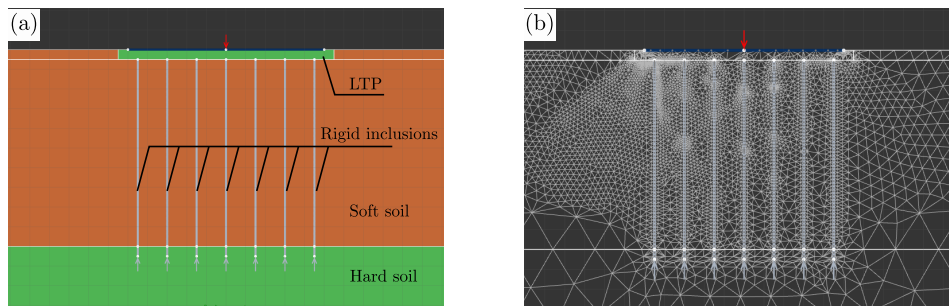 (a)
LTP
Rigid inclusions
Soft soil
Hard soil
(b)